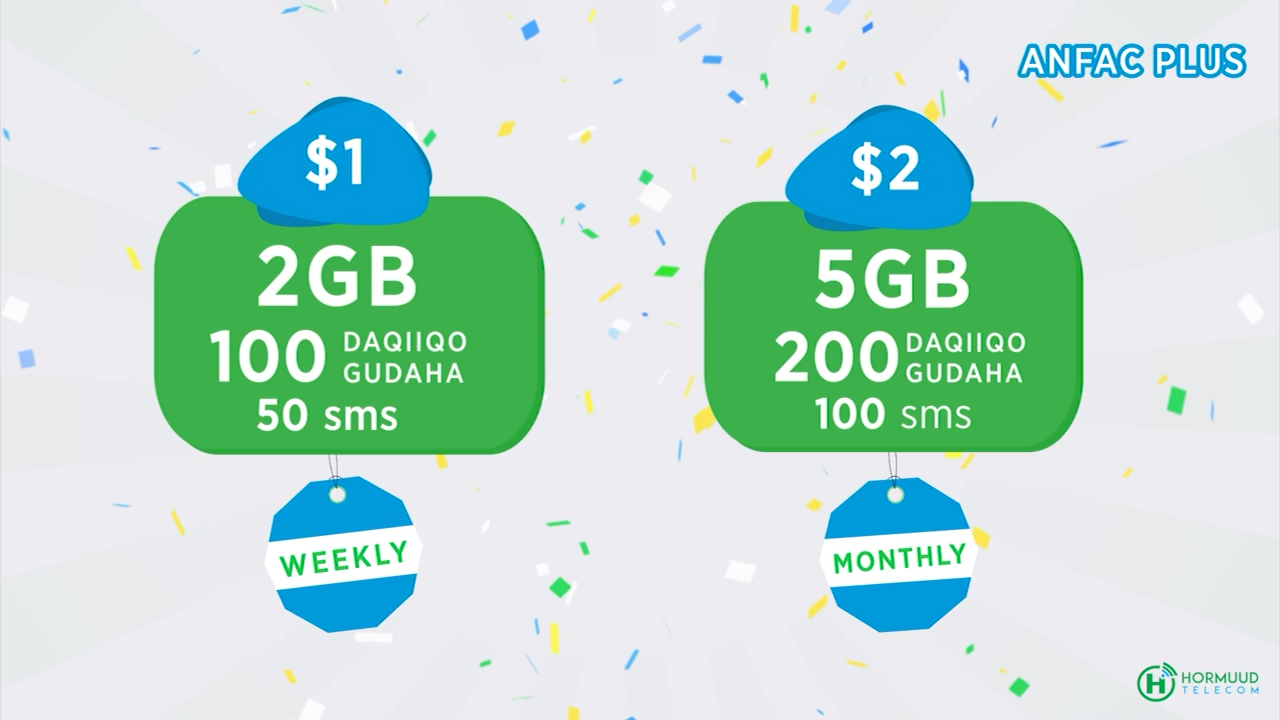 ANFAC PLUS
$1
2GB
100 DAQIIQO GUDAHA
50 sms
WEEKLY
$2
5GB
200 DAQIIQO GUDAHA
100 sms
MONTHLY
HORMUUD
TELECOM